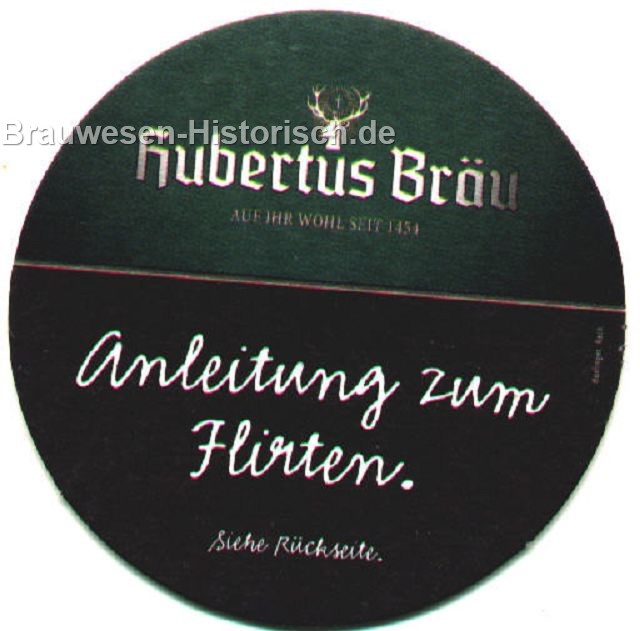 Brauwesen-Historisch.de
Hubertus Bräu
AUF IHR WOHL SEIT 1454
Anleitung zum
Flirten.
Siehe Rückseite.